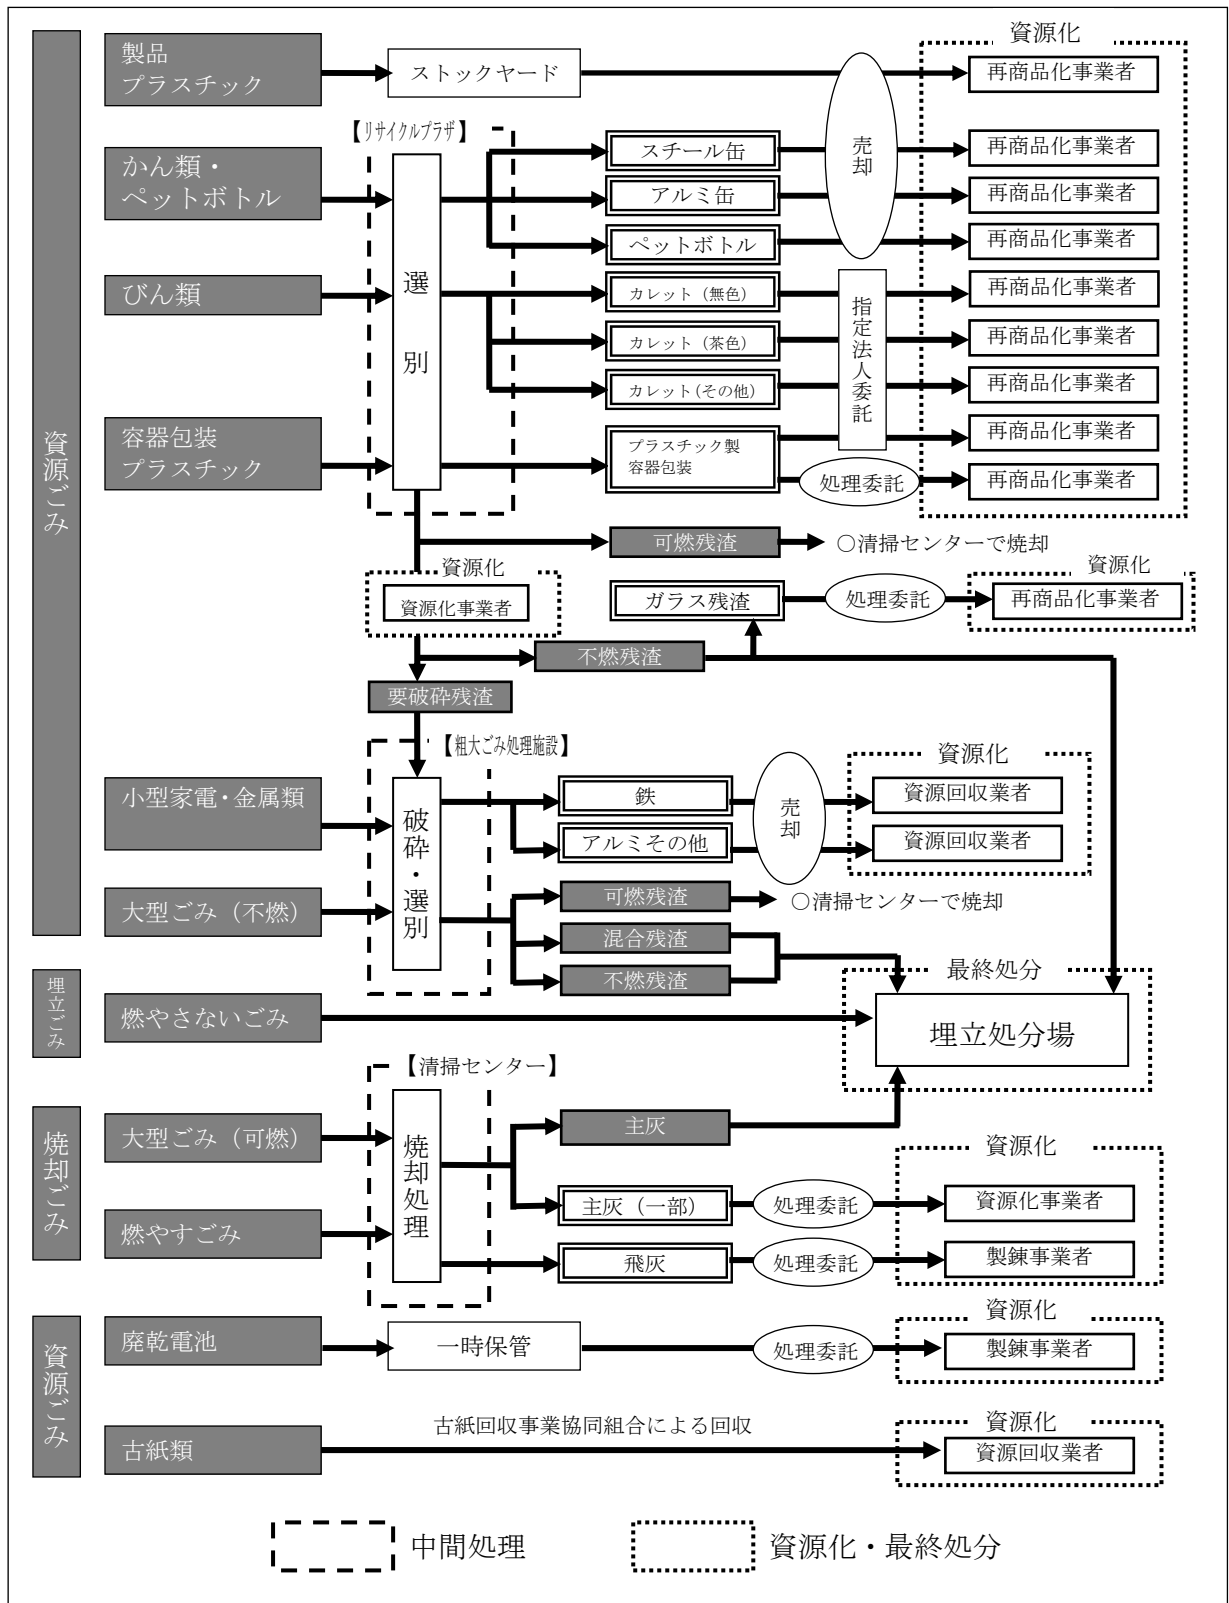 資源化
製品
プラスチック
ストックヤード
再商品化事業者
売却
【リサイクルプラザ】
かん類・
ペットボトル
選別
スチール缶
再商品化事業者
アルミ缶
再商品化事業者
ペットボトル
再商品化事業者
びん類
カレット（無色）
指定法人委託
再商品化事業者
カレット（茶色）
再商品化事業者
カレット（その他）
再商品化事業者
資源ごみ
容器包装
プラスチック
プラスチック製
容器包装
再商品化事業者
処理委託
再商品化事業者
可燃残渣
○清掃センターで焼却
資源化
資源化事業者
ガラス残渣
処理委託
資源化
再商品化事業者
不燃残渣
要破砕残渣
【粗大ごみ処理施設】
資源化
小型家電・金属類
破砕・選別
鉄
売却
資源回収業者
アルミその他
資源回収業者
大型ごみ（不燃）
可燃残渣
○清掃センターで焼却
混合残渣
不燃残渣
最終処分
埋立ごみ
燃やさないごみ
埋立処分場
【清掃センター】
焼却ごみ
大型ごみ（可燃）
焼却処理
主灰
資源化
主灰（一部）
処理委託
資源化事業者
燃やすごみ
飛灰
処理委託
製錬事業者
資源ごみ
廃乾電池
一時保管
処理委託
資源化
製錬事業者
古紙類
古紙回収事業協同組合による回収
資源化
資源回収業者
中間処理
資源化・最終処分